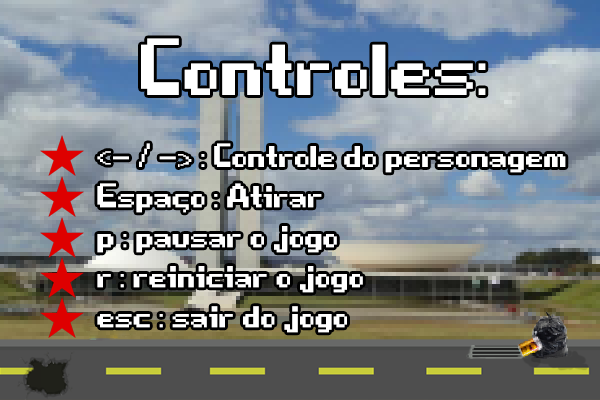 Controles:
<- / -> : Controle do personagem
Espaço : Atirar
p : pausar o jogo
r : reiniciar o jogo
esc : sair do jogo